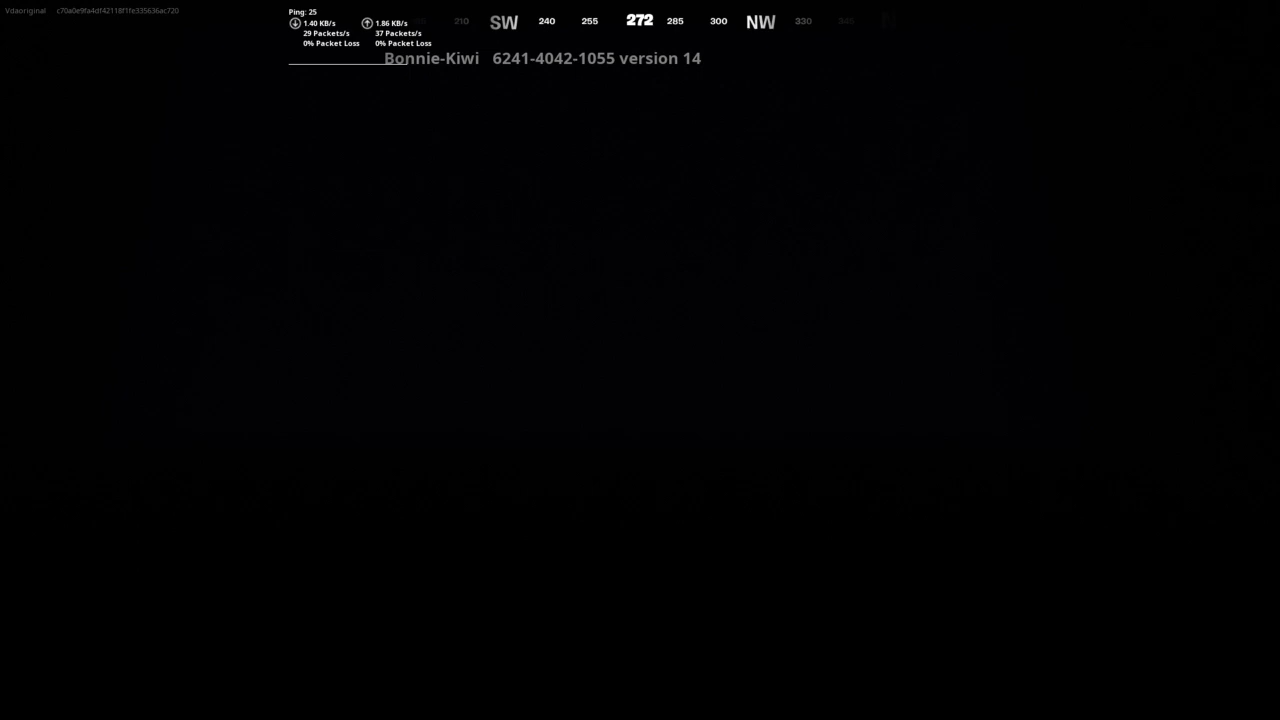 Vdaoriginal c70a0e9fa4df42118f1fe335636ac720
Ping: 25
1.40 KB/s 1.86 KB/s
29 Packets/s 37 Packets/s
0% Packet Loss 0% Packet Loss
210 SW 240 255 272 285 300 NW 330 345 N
Bonnie-Kiwi 6241-4042-1055 version 14